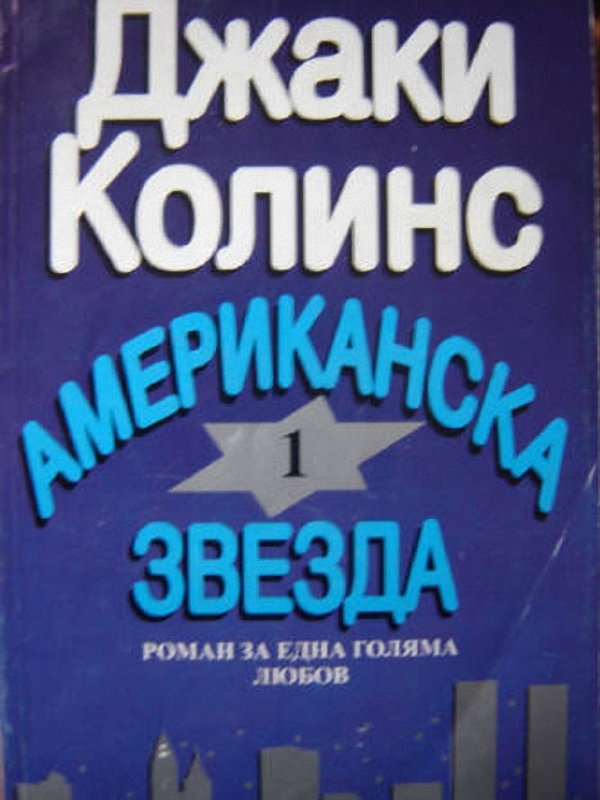 Джаки
Колинс
АМЕРИКАНСКА
1
ЗВЕЗДА
РОМАН ЗА ЕДНА ГОЛЯМА
ЛЮБОВ